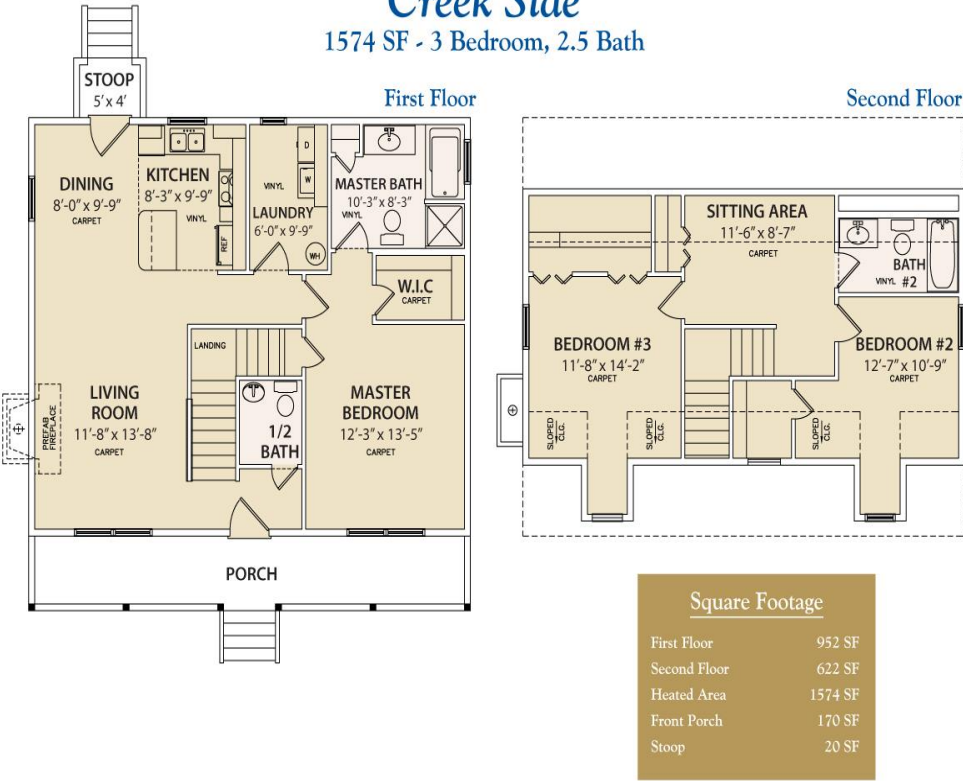 Creek Side
1574 SF - 3 Bedroom, 2.5 Bath
First Floor
STOOP
5' x 4'
DINING
8'-0" x 9'-9"
CARPET
KITCHEN
8'-3" x 9'-9"
VINYL
REF
VINYL
LAUNDRY
6'-0" x 9'-9"
D
W
WH
MASTER BATH
10'-3" x 8'-3"
VINYL
W.I.C
CARPET
LANDING
LIVING
ROOM
11'-8" x 13'-8"
CARPET
PREFAB
FIREPLACE
1/2
BATH
MASTER
BEDROOM
12'-3" x 13'-5"
CARPET
PORCH
Second Floor
SITTING AREA
11'-6" x 8'-7"
CARPET
BATH
#2
VINYL
BEDROOM #3
11'-8" x 14'-2"
CARPET
BEDROOM #2
12'-7" x 10'-9"
CARPET
SLOPED
CLG.
SLOPED
CLG.
SLOPED
CLG.
Square Footage
First Floor 952 SF
Second Floor 622 SF
Heated Area 1574 SF
Front Porch 170 SF
Stoop 20 SF